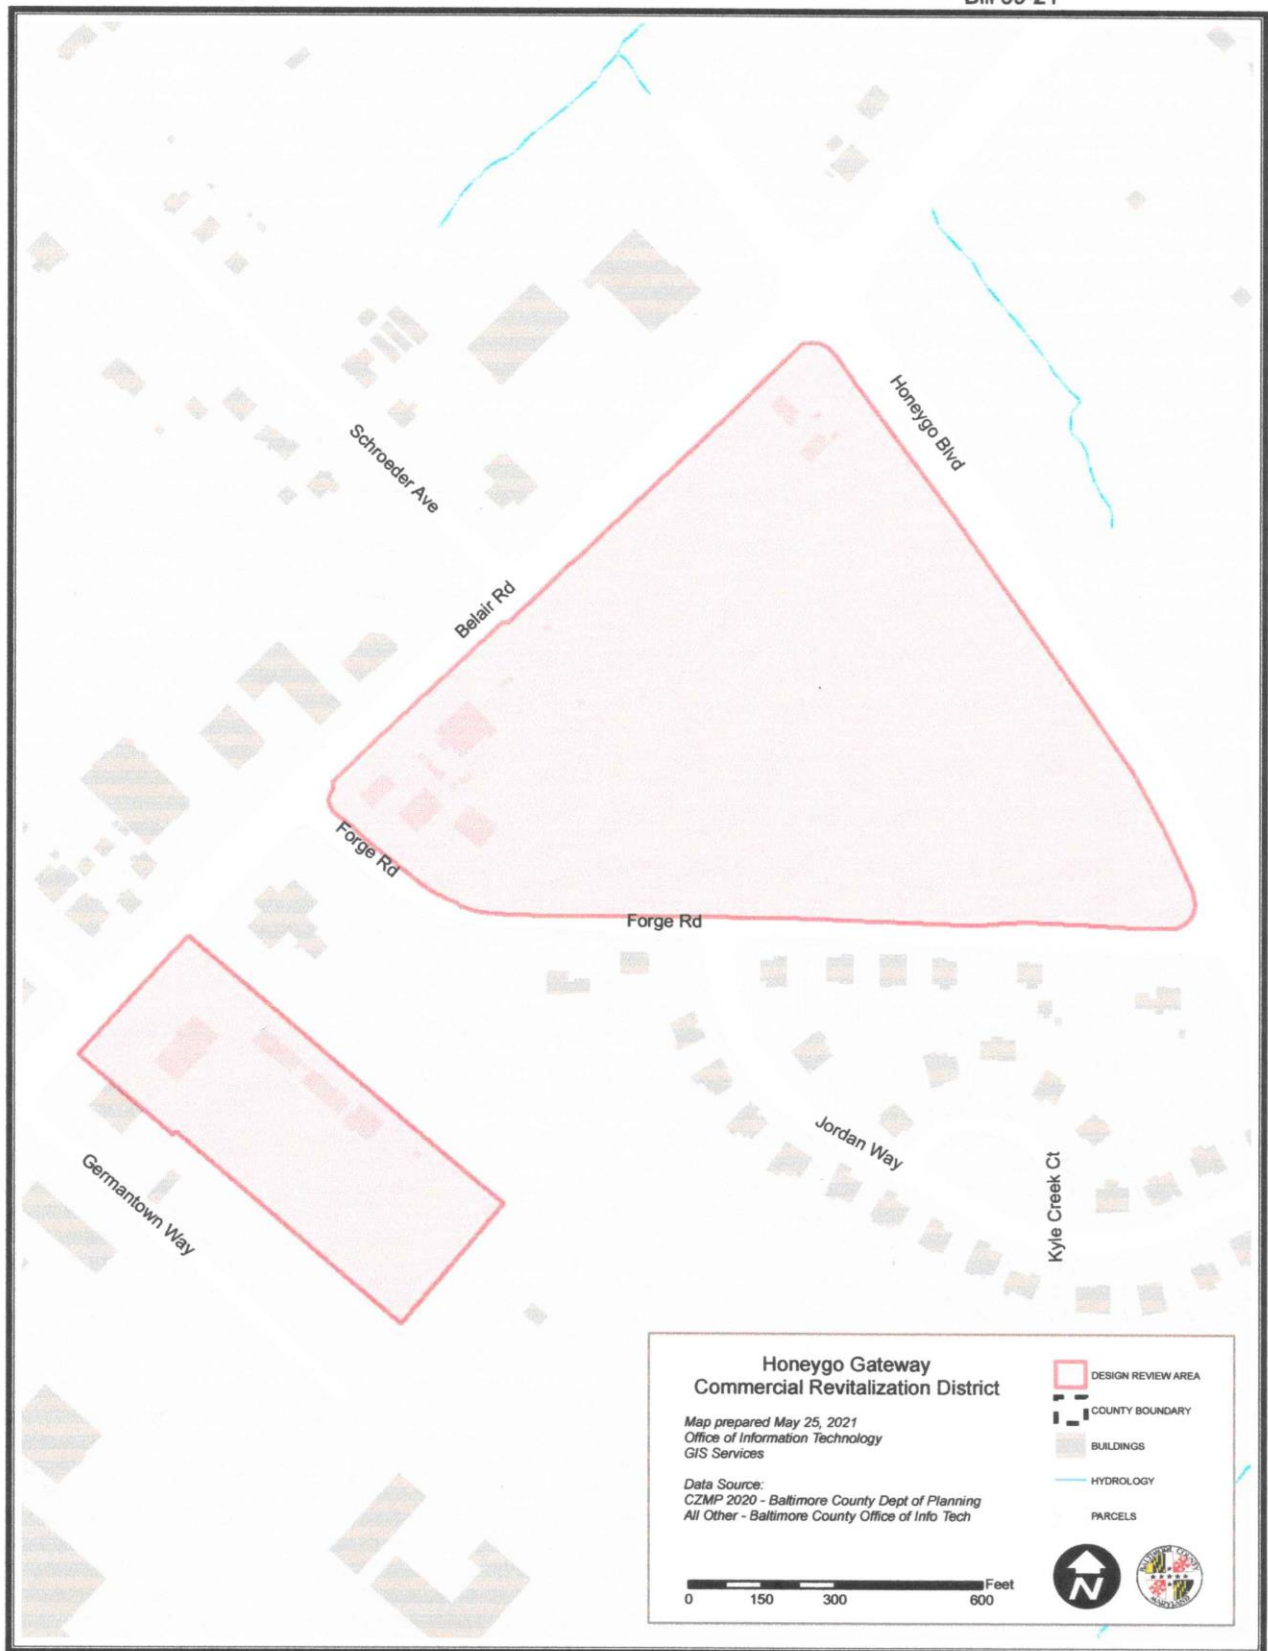 Honeygo Blvd
Schroeder Ave
Belair Rd
Forge Rd
Forge Rd
Jordan Way
Kyle Creek Ct
Germantown Way
Honeygo Gateway
Commercial Revitalization District
Map prepared May 25, 2021
Office of Information Technology
GIS Services
Data Source:
CZMP 2020 - Baltimore County Dept of Planning
All Other - Baltimore County Office of Info Tech
0 150 300 600 Feet
DESIGN REVIEW AREA
COUNTY BOUNDARY
BUILDINGS
HYDROLOGY
PARCELS
N
BALTIMORE COUNTY
MARYLAND